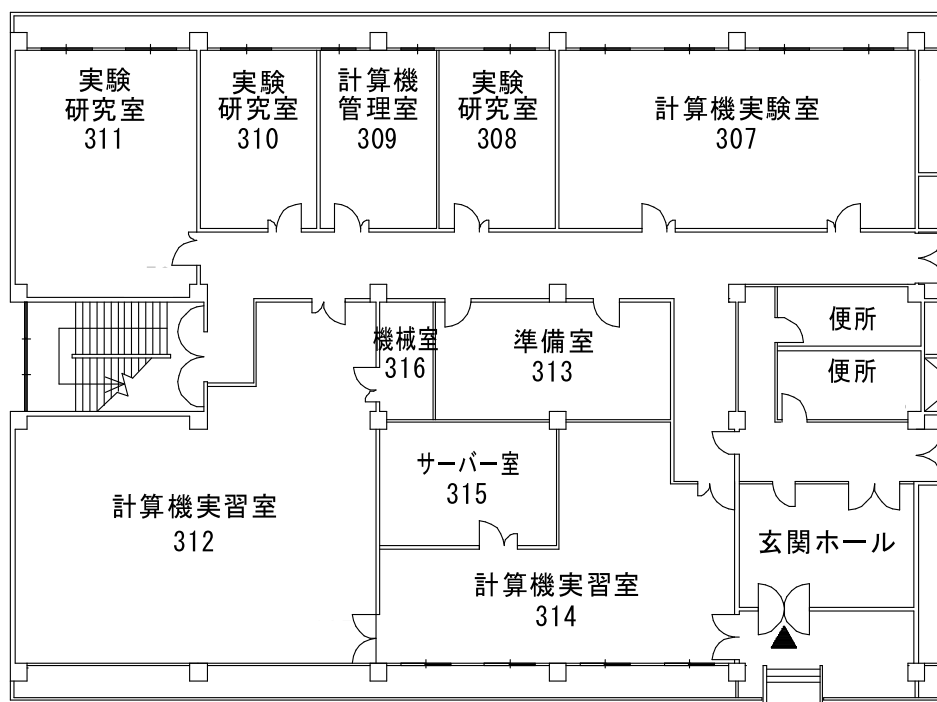 実験
研究室
311
実験
研究室
310
計算機
管理室
309
実験
研究室
308
計算機実験室
307
機械室
316
準備室
313
便所
便所
サーバー室
315
計算機実習室
312
玄関ホール
計算機実習室
314